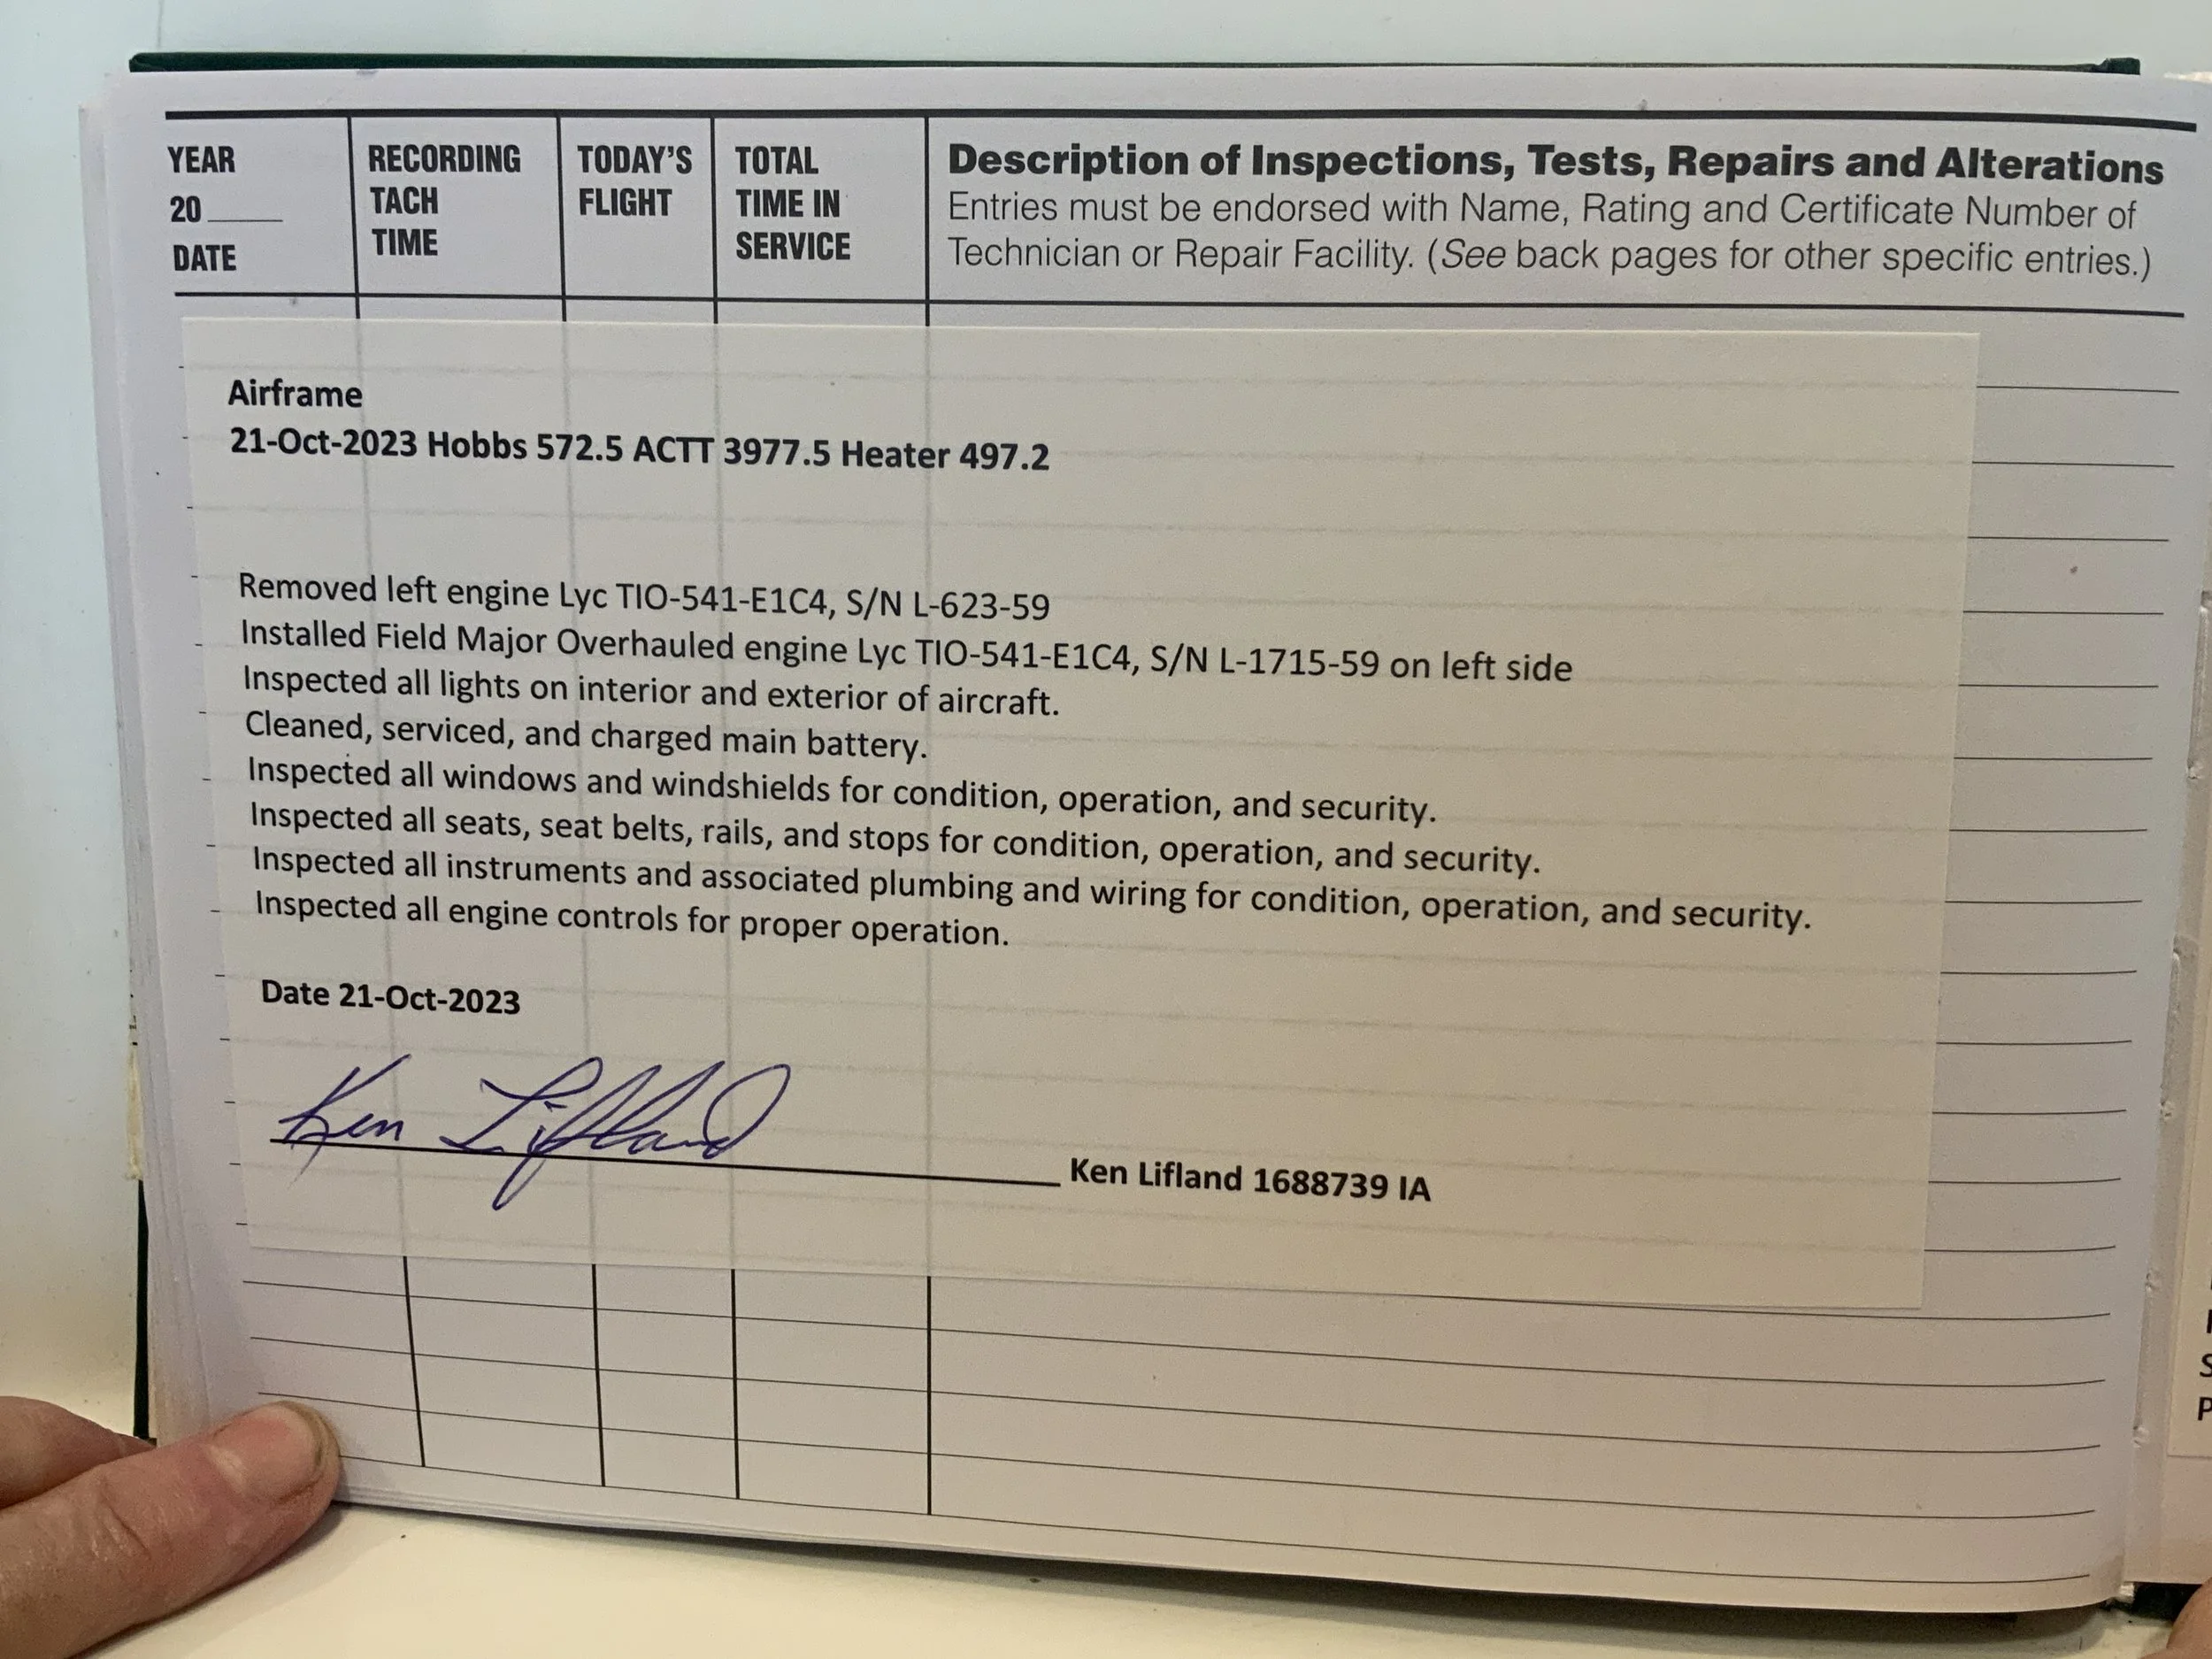 YEAR
20____
DATE
RECORDING
TACH
TIME
TODAY'S
FLIGHT
TOTAL
TIME IN
SERVICE
Description of Inspections, Tests, Repairs and Alterations
Entries must be endorsed with Name, Rating and Certificate Number of
Technician or Repair Facility. (See back pages for other specific entries.)
Airframe
21-Oct-2023 Hobbs 572.5 ACTT 3977.5 Heater 497.2
Removed left engine Lyc TIO-541-E1C4, S/N L-623-59
Installed Field Major Overhauled engine Lyc TIO-541-E1C4, S/N L-1715-59 on left side
Inspected all lights on interior and exterior of aircraft.
Cleaned, serviced, and charged main battery.
Inspected all windows and windshields for condition, operation, and security.
Inspected all seats, seat belts, rails, and stops for condition, operation, and security.
Inspected all instruments and associated plumbing and wiring for condition, operation, and security.
Inspected all engine controls for proper operation.
Date 21-Oct-2023
Ken Lifland
Ken Lifland 1688739 IA